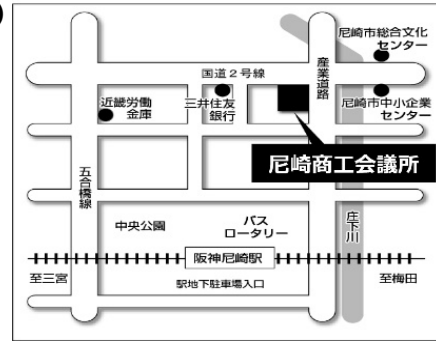 尼崎市総合文化
センター
国道2号線
産業道路
近畿労働
金庫
三井住友
銀行
尼崎市中小企業
センター
尼崎商工会議所
五合橋線
中央公園
バス
ロータリー
庄下川
阪神尼崎駅
至三宮
至梅田
駅地下駐車場入口